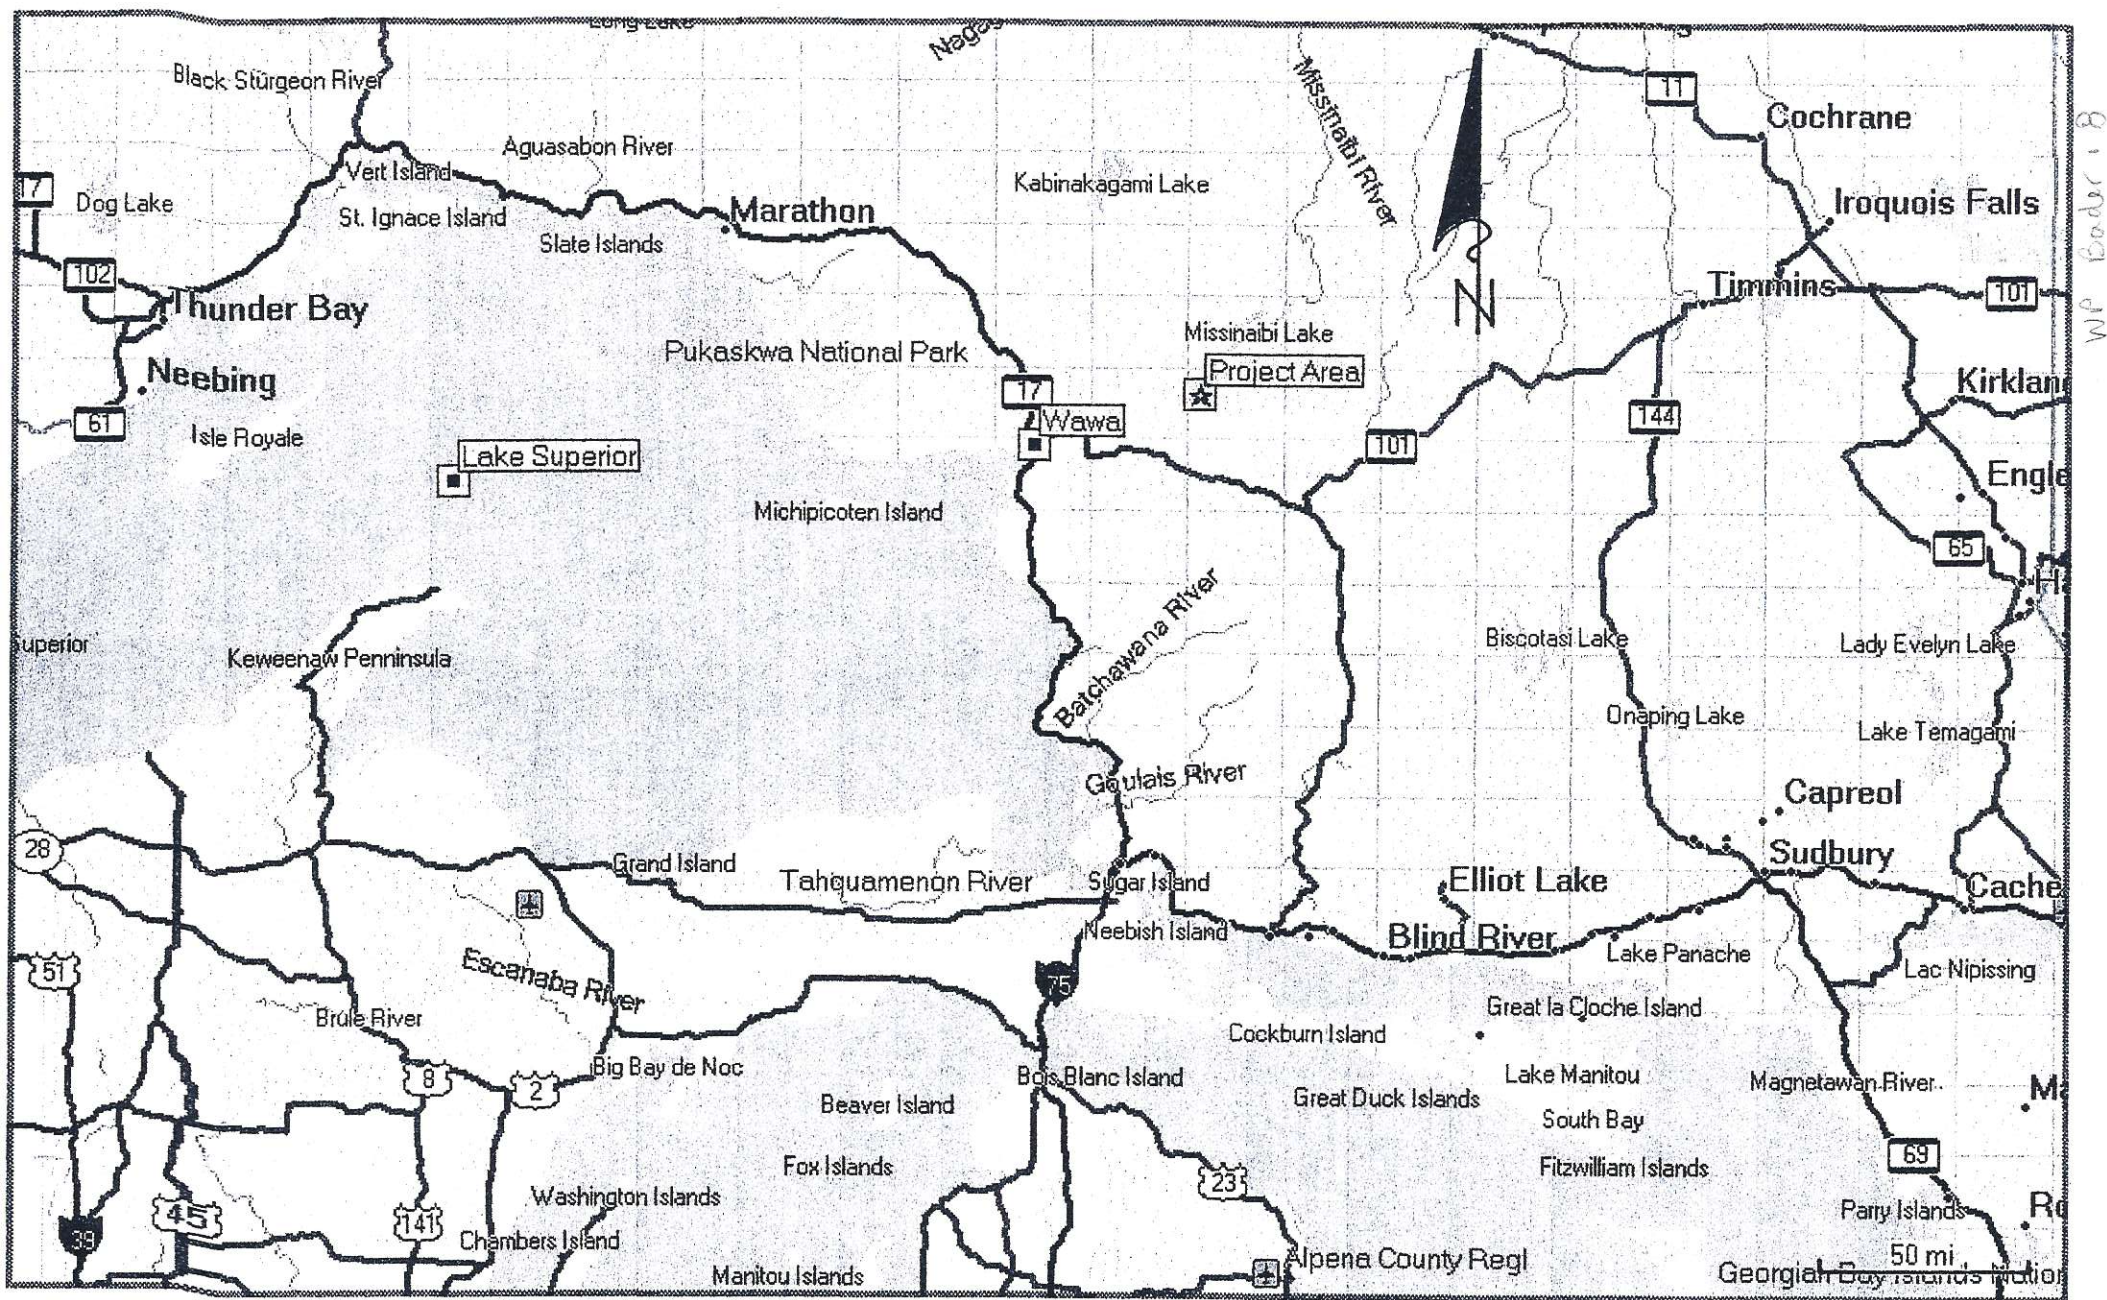 Long Lake
Black Sturgeon River
Aguasabon River
Vert Island
Missinaibi River
11
Cochrane
17
Dog Lake
St. Ignace Island
Slate Islands
Marathon
Kabinakagami Lake
Iroquois Falls
102
Thunder Bay
N
Timmins
101
Neebing
Pukaskwa National Park
Missinaibi Lake
Project Area
17
Kirklan
61
Isle Royale
Wawa
144
101
Lake Superior
Engle
Michipicoten Island
65
Ha
Superior
Keweenaw Penninsula
Batchawana River
Biscotasi Lake
Lady Evelyn Lake
Onaping Lake
Lake Temagami
Goulais River
Capreol
28
Grand Island
Tahquamenon River
Sugar Island
Elliot Lake
Sudbury
Cache
Neebish Island
Blind River
Lake Panache
Lac Nipissing
51
Escanaba River
75
Brule River
Great la Cloche Island
Cockburn Island
8
2
Big Bay de Noc
Bois Blanc Island
Lake Manitou
Magnetawan River
Beaver Island
Great Duck Islands
South Bay
Fox Islands
23
Fitzwilliam Islands
69
Washington Islands
Parry Islands
39
45
141
Chambers Island
Manitou Islands
Alpena County Regl
50 mi
Georgian Bay Islands Nation